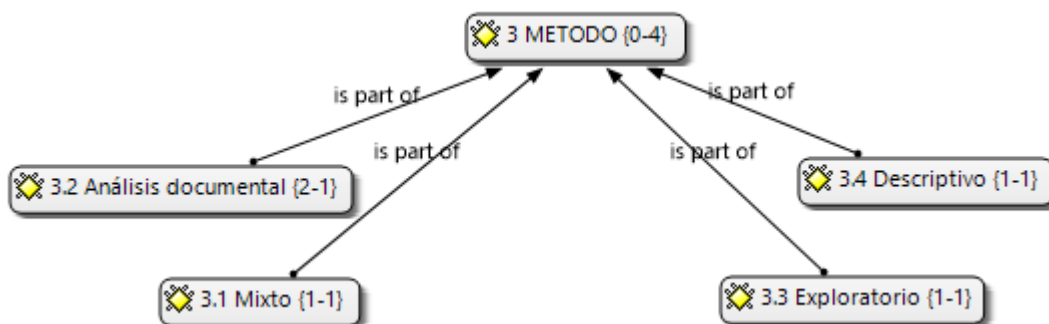 3 METODO {0-4}
is part of
is part of
is part of
is part of
3.2 Análisis documental {2-1}
3.4 Descriptivo {1-1}
3.1 Mixto {1-1}
3.3 Exploratorio {1-1}